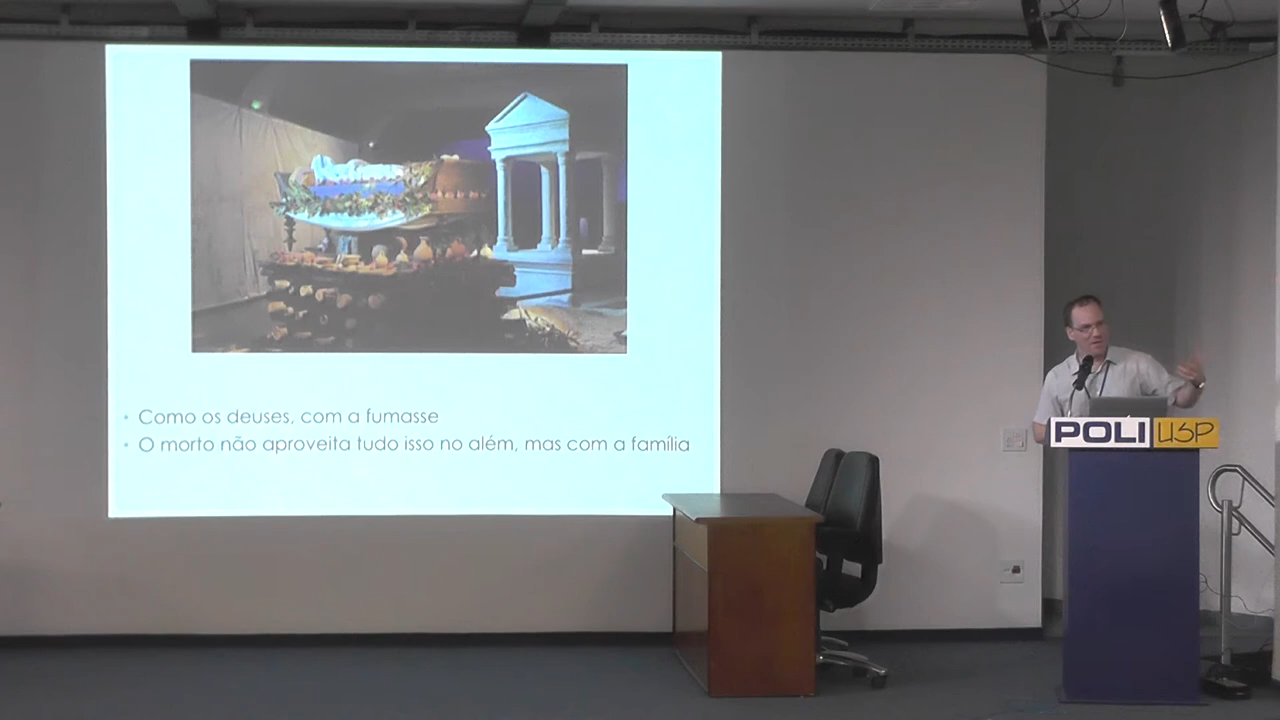 Como os deuses, com a fumasse
O morto não aproveita tudo isso no além, mas com a família
POLI USP